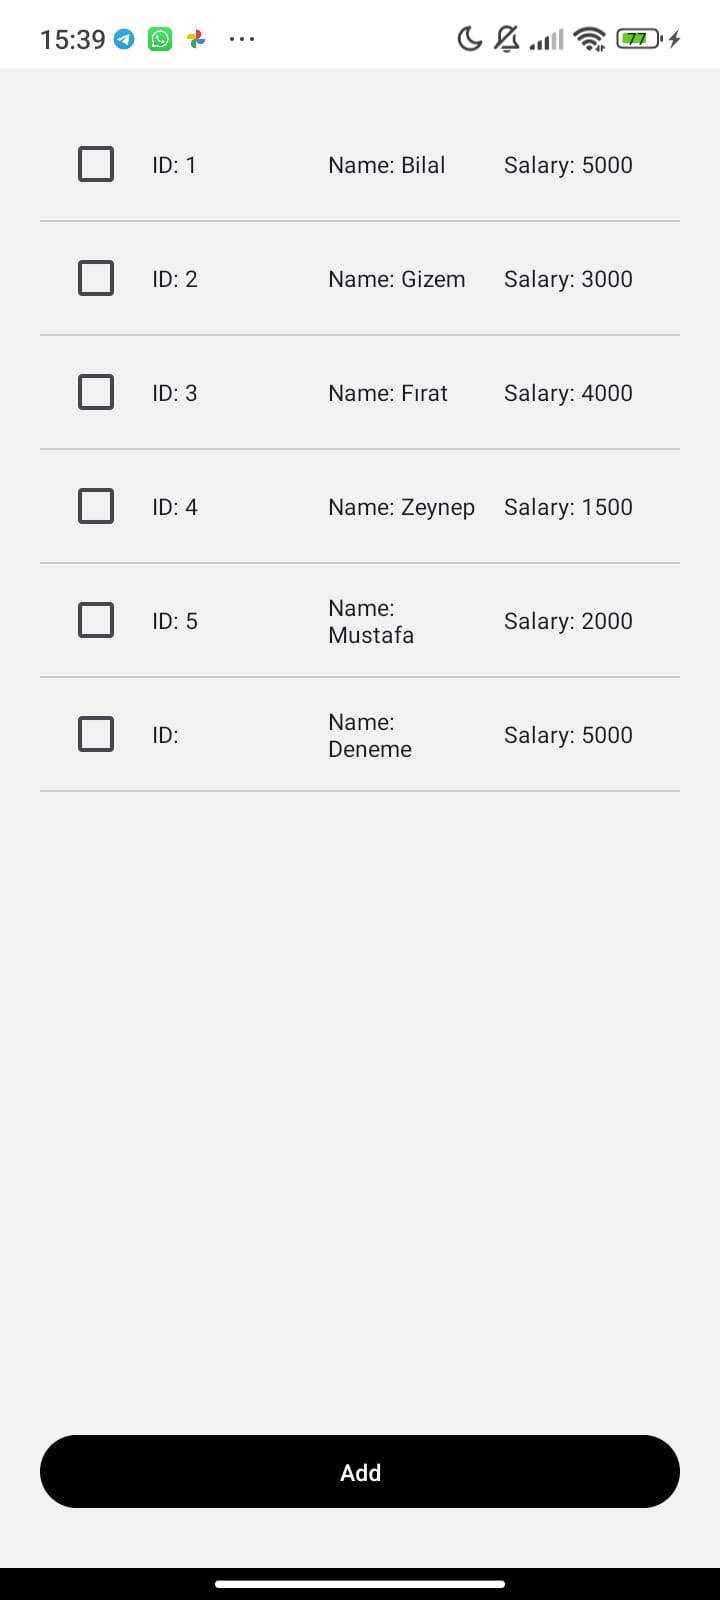 15:39
77
ID: 1 Name: Bilal Salary: 5000
ID: 2 Name: Gizem Salary: 3000
ID: 3 Name: Fırat Salary: 4000
ID: 4 Name: Zeynep Salary: 1500
ID: 5 Name: Mustafa Salary: 2000
ID: Name: Deneme Salary: 5000
Add